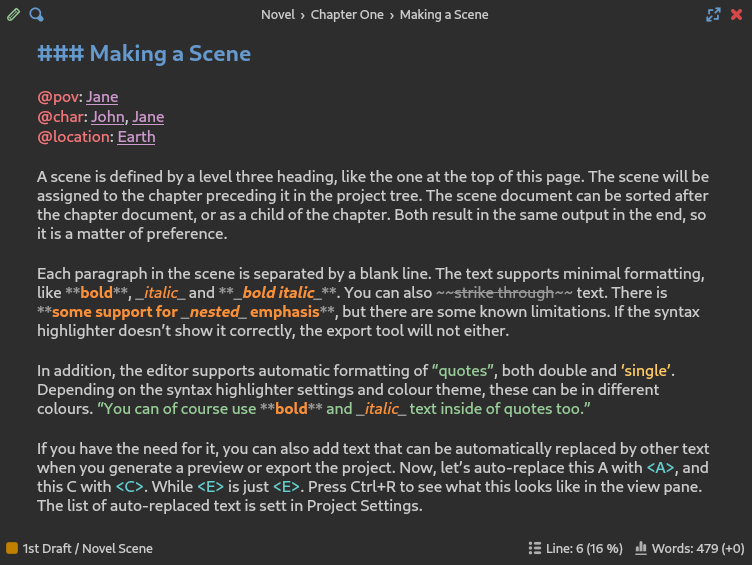 Novel › Chapter One › Making a Scene
### Making a Scene
@pov: Jane
@char: John, Jane
@location: Earth
A scene is defined by a level three heading, like the one at the top of this page. The scene will be
assigned to the chapter preceding it in the project tree. The scene document can be sorted after
the chapter document, or as a child of the chapter. Both result in the same output in the end, so
it is a matter of preference.
Each paragraph in the scene is separated by a blank line. The text supports minimal formatting,
like **bold**, _italic_ and **_bold italic_**. You can also ~~strike through~~ text. There is
**some support for _nested_ emphasis**, but there are some known limitations. If the syntax
highlighter doesn’t show it correctly, the export tool will not either.
In addition, the editor supports automatic formatting of “quotes”, both double and ‘single’.
Depending on the syntax highlighter settings and colour theme, these can be in different
colours. “You can of course use **bold** and _italic_ text inside of quotes too.”
If you have the need for it, you can also add text that can be automatically replaced by other text
when you generate a preview or export the project. Now, let’s auto-replace this A with <A>, and
this C with <C>. While <E> is just <E>. Press Ctrl+R to see what this looks like in the view pane.
The list of auto-replaced text is sett in Project Settings.
1st Draft / Novel Scene Line: 6 (16 %) Words: 479 (+0)